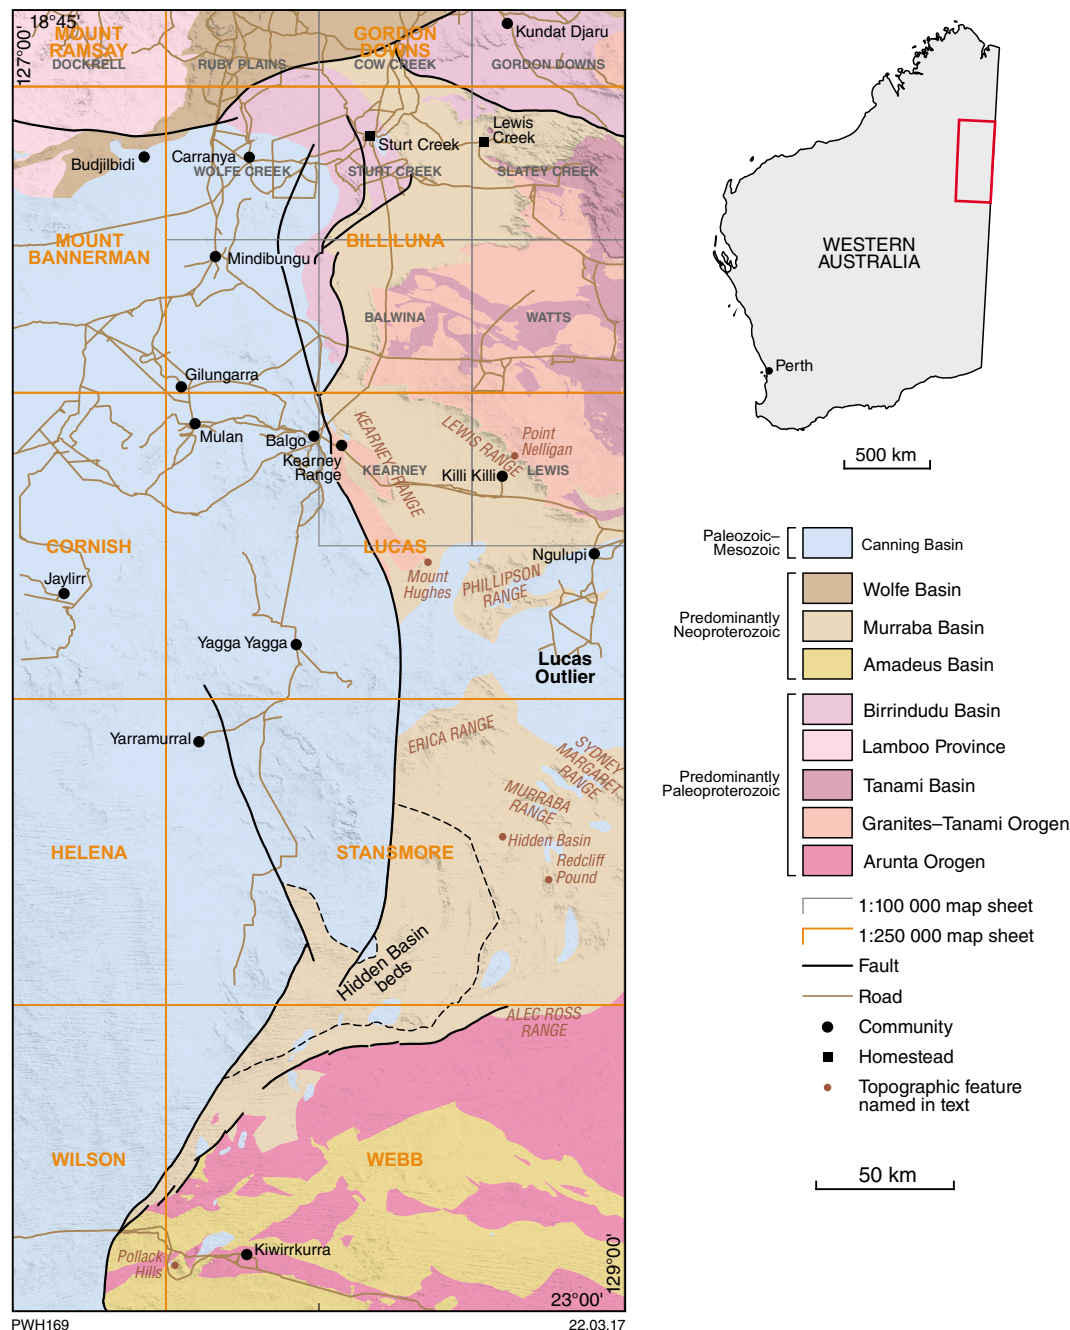 18°45'
127°00'
MOUNT
RAMSAY
DOCKRELL
RUBY PLAINS
GORDON
DOWNS
COW CREEK
Kundat Djaru
GORDON DOWNS
Budjilbidi
Carranya
WOLFE CREEK
Sturt Creek
STURT CREEK
Lewis
Creek
SLATEY CREEK
MOUNT
BANNERMAN
Mindibungu
BILLILUNA
BALWINA
WATTS
Gilungarra
Mulan
Balgo
Kearney
Range
KEARNEY RANGE
KEARNEY
LEWIS RANGE
Point
Nelligan
Killi Killi
LEWIS
CORNISH
LUCAS
Ngulupi
Jaylirr
Mount
Hughes
PHILLIPSON
RANGE
Yagga Yagga
Lucas
Outlier
Yarramurral
ERICA RANGE
SYDNEY
MARGARET
RANGE
MURRABA
RANGE
Hidden Basin
Redcliff
Pound
HELENA
STANSMORE
Hidden Basin
beds
ALEC ROSS
RANGE
WILSON
WEBB
Pollack
Hills
Kiwirrkurra
129°00'
23°00'
PWH169
22.03.17
WESTERN
AUSTRALIA
Perth
500 km
Paleozoic–
Mesozoic
Canning Basin
Predominantly
Neoproterozoic
Wolfe Basin
Murraba Basin
Amadeus Basin
Predominantly
Paleoproterozoic
Birrindudu Basin
Lamboo Province
Tanami Basin
Granites–Tanami Orogen
Arunta Orogen
1:100 000 map sheet
1:250 000 map sheet
Fault
Road
Community
Homestead
Topographic feature
named in text
50 km